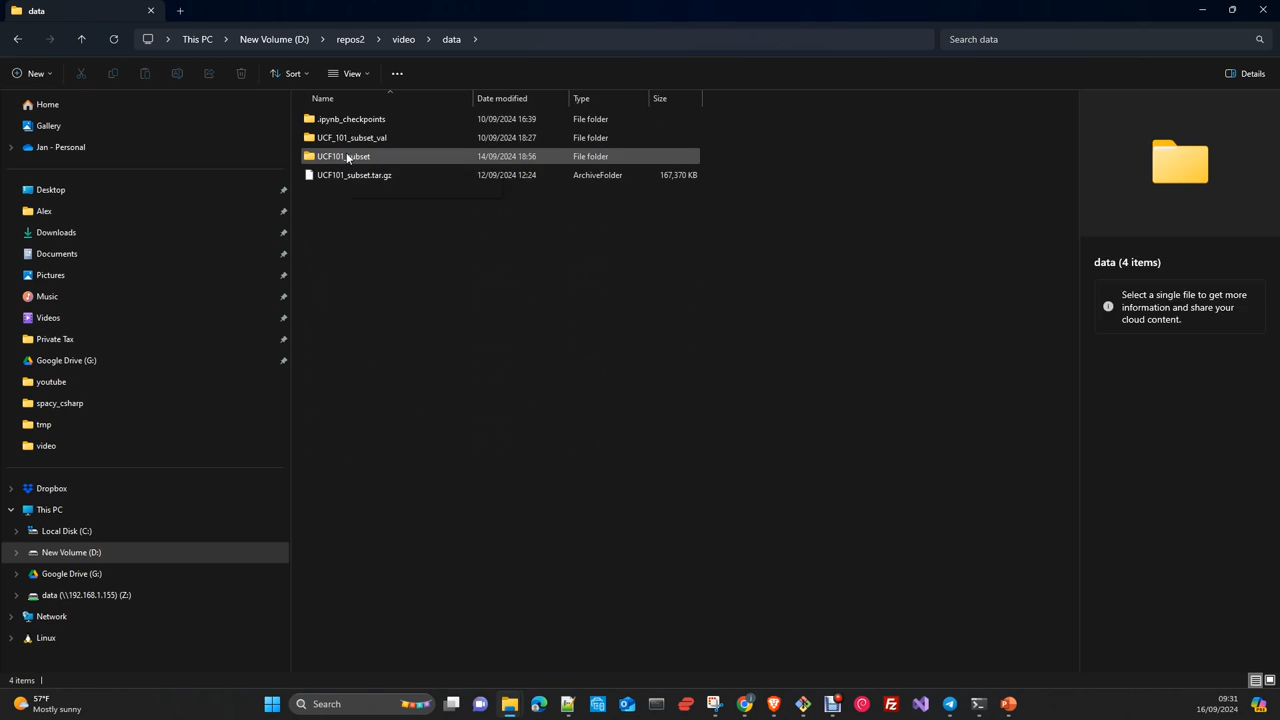 data
This PC
New Volume (D:)
repos2
video
data
Search data
New
Sort
View
Details
Home
Gallery
Jan - Personal
Desktop
Alex
Downloads
Documents
Pictures
Music
Videos
Private Tax
Google Drive (G:)
youtube
spacy_csharp
tmp
video
Dropbox
This PC
Local Disk (C:)
New Volume (D:)
Google Drive (G:)
data (\\192.168.1.155) (Z:)
Network
Linux
Name Date modified Type Size
.ipynb_checkpoints 10/09/2024 16:39 File folder
UCF_101_subset_val 10/09/2024 18:27 File folder
UCF101_subset 14/09/2024 18:56 File folder
UCF101_subset.tar.gz 12/09/2024 12:24 ArchiveFolder 167,370 KB
data (4 items)
Select a single file to get more
information and share your
cloud content.
4 items
57°F
Mostly sunny
Search
09:31
16/09/2024